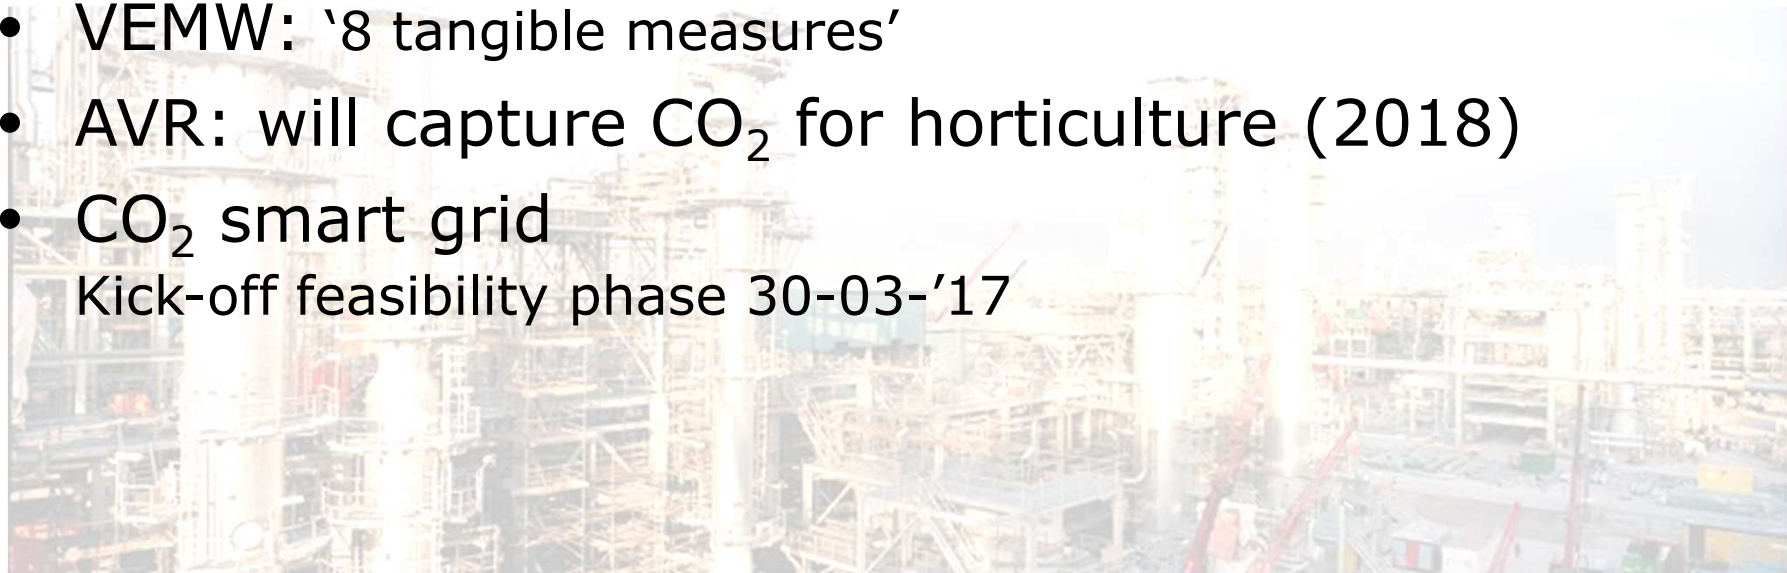 • VEMW: ‘8 tangible measures’
• AVR: will capture CO₂ for horticulture (2018)
• CO₂ smart grid
Kick-off feasibility phase 30-03-’17